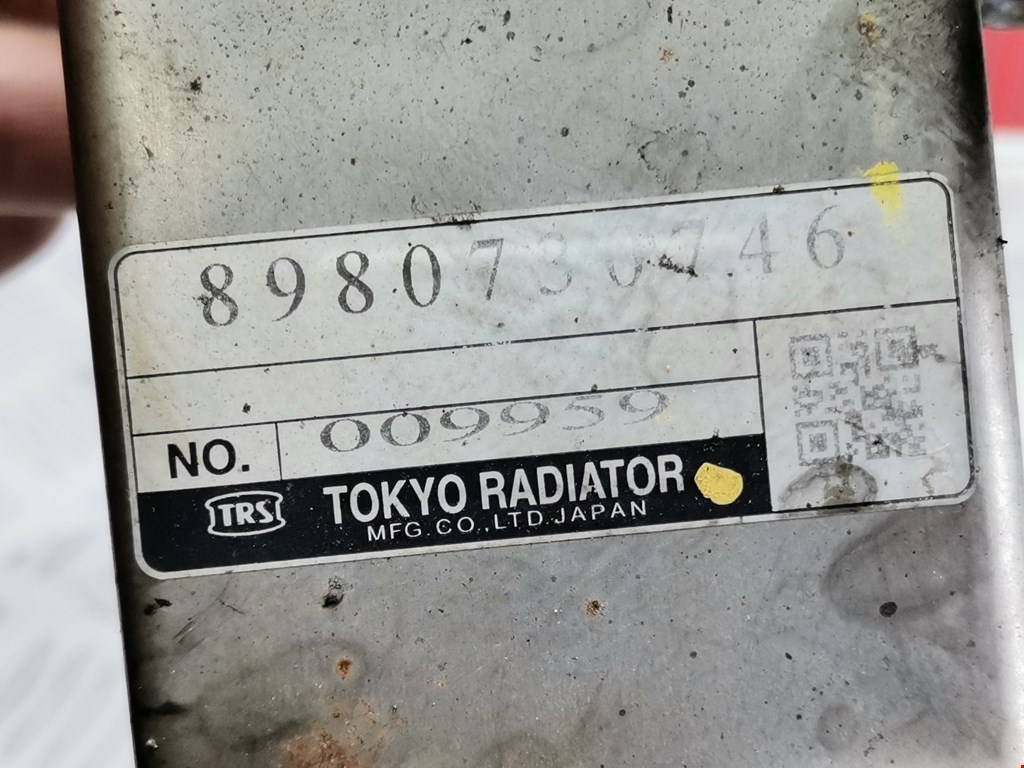 8980730746
NO. 009959
TRS TOKYO RADIATOR
MFG.CO.,LTD.JAPAN